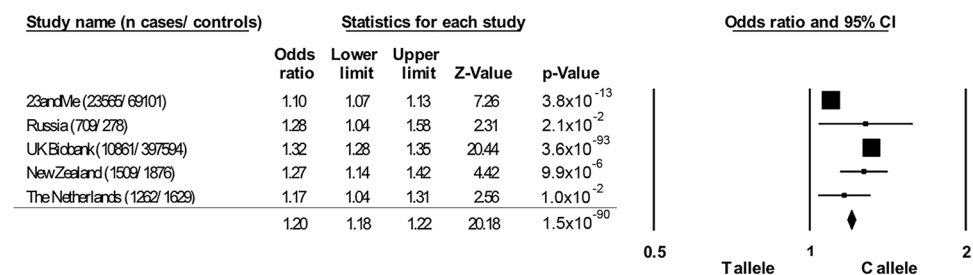 Study name (n cases/ controls) Statistics for each study Odds ratio and 95% CI
Odds Lower Upper
ratio limit limit Z-Value p-Value
23andMe (23565/ 69101) 1.10 1.07 1.13 7.26 3.8x10-13
Russia (709/ 278) 1.28 1.04 1.58 2.31 2.1x10-2
UK Biobank (10861/ 397594) 1.32 1.28 1.35 20.44 3.6x10-93
New Zealand (1509/ 1876) 1.27 1.14 1.42 4.42 9.9x10-6
The Netherlands (1262/ 1629) 1.17 1.04 1.31 2.56 1.0x10-2
1.20 1.18 1.22 20.18 1.5x10-90
0.5 1 2
T allele C allele